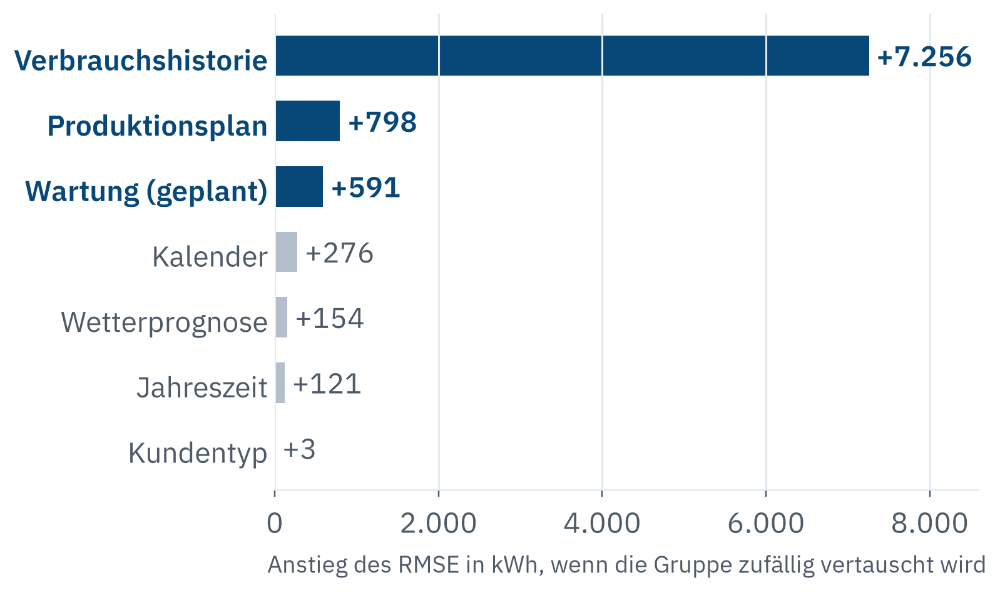 Verbrauchshistorie +7.256
Produktionsplan +798
Wartung (geplant) +591
Kalender +276
Wetterprognose +154
Jahreszeit +121
Kundentyp +3
0 2.000 4.000 6.000 8.000
Anstieg des RMSE in kWh, wenn die Gruppe zufällig vertauscht wird